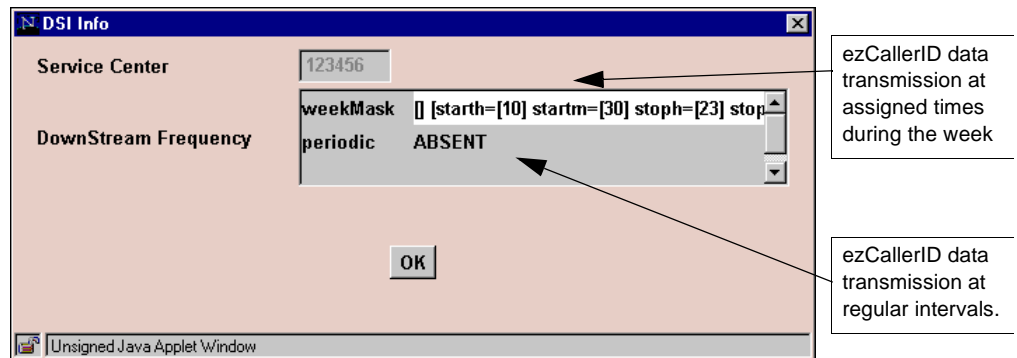 DSI Info
Service Center
123456
DownStream Frequency
weekMask [] [starth=[10] startm=[30] stoph=[23] stop
periodic ABSENT
OK
Unsigned Java Applet Window
ezCallerID data
transmission at
assigned times
during the week
ezCallerID data
transmission at
regular intervals.